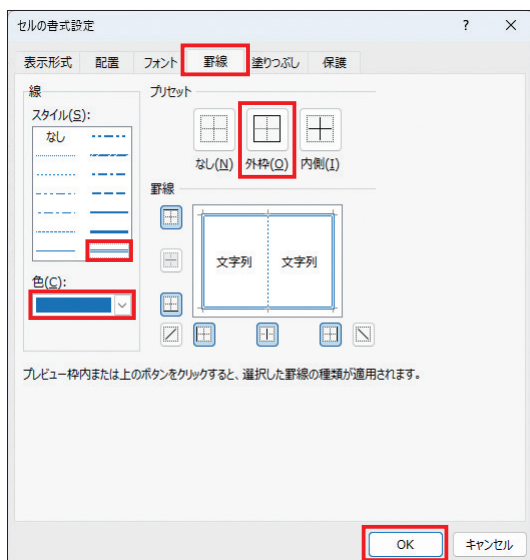 セルの書式設定 ? ×
表示形式 配置 フォント 罫線 塗りつぶし 保護
線
スタイル(S):
なし
色(C):
プリセット
なし(N) 外枠(O) 内側(I)
罫線
文字列 文字列
プレビュー枠内または上のボタンをクリックすると、選択した罫線の種類が適用されます。
OK キャンセル